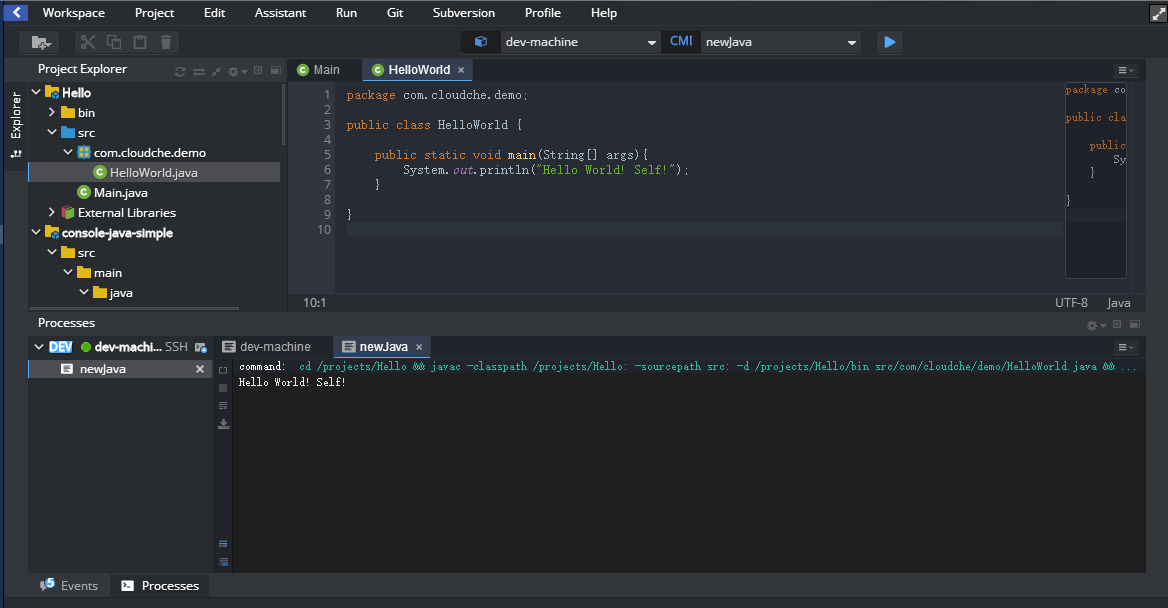 Workspace Project Edit Assistant Run Git Subversion Profile Help
dev-machine CMD newJava
Project Explorer
Explorer
Hello
bin
src
com.cloudche.demo
HelloWorld.java
Main.java
External Libraries
console-java-simple
src
main
java
Main HelloWorld ×
1 package com.cloudche.demo;
2
3 public class HelloWorld {
4
5 public static void main(String[] args){
6 System.out.println("Hello World! Self!");
7 }
8
9 }
10
package co
public cla
public
Sy
}
}
10:1 UTF-8 Java
Processes
DEV dev-machi... SSH
newJava ×
dev-machine newJava ×
command: cd /projects/Hello && javac -classpath /projects/Hello: -sourcepath src: -d /projects/Hello/bin src/com/cloudche/demo/HelloWorld.java && ...
Hello World! Self!
5 Events Processes